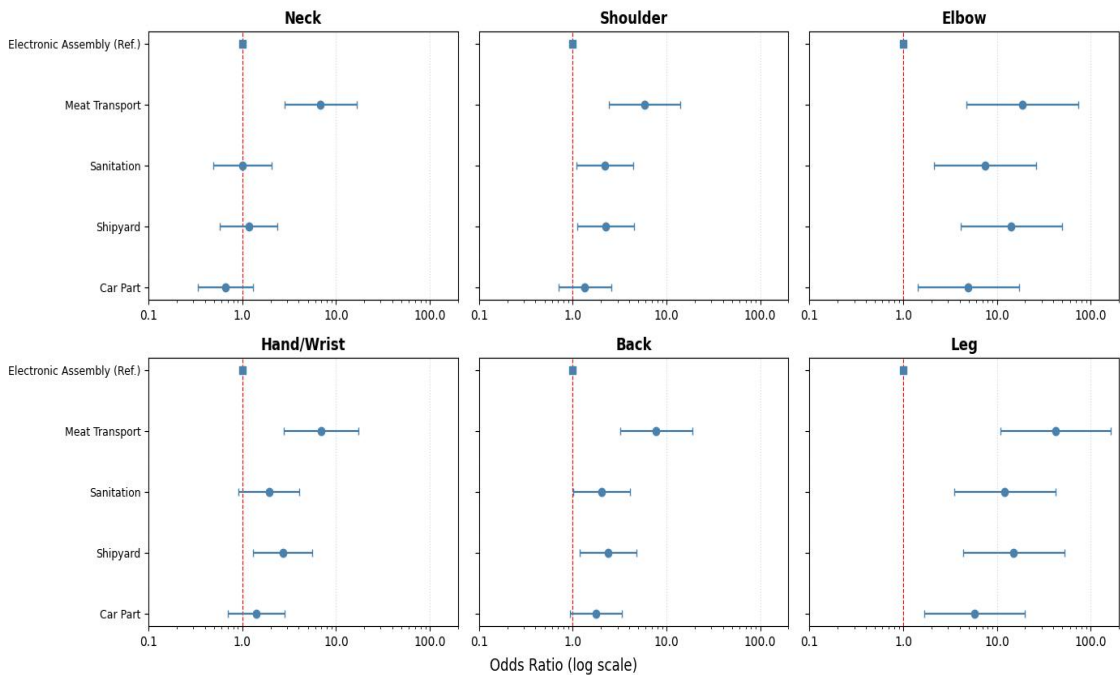 Neck
Shoulder
Elbow
Electronic Assembly (Ref.)
Meat Transport
Sanitation
Shipyard
Car Part
0.1 1.0 10.0 100.0
0.1 1.0 10.0 100.0
0.1 1.0 10.0 100.0
Hand/Wrist
Back
Leg
Electronic Assembly (Ref.)
Meat Transport
Sanitation
Shipyard
Car Part
0.1 1.0 10.0 100.0
0.1 1.0 10.0 100.0
0.1 1.0 10.0 100.0
Odds Ratio (log scale)